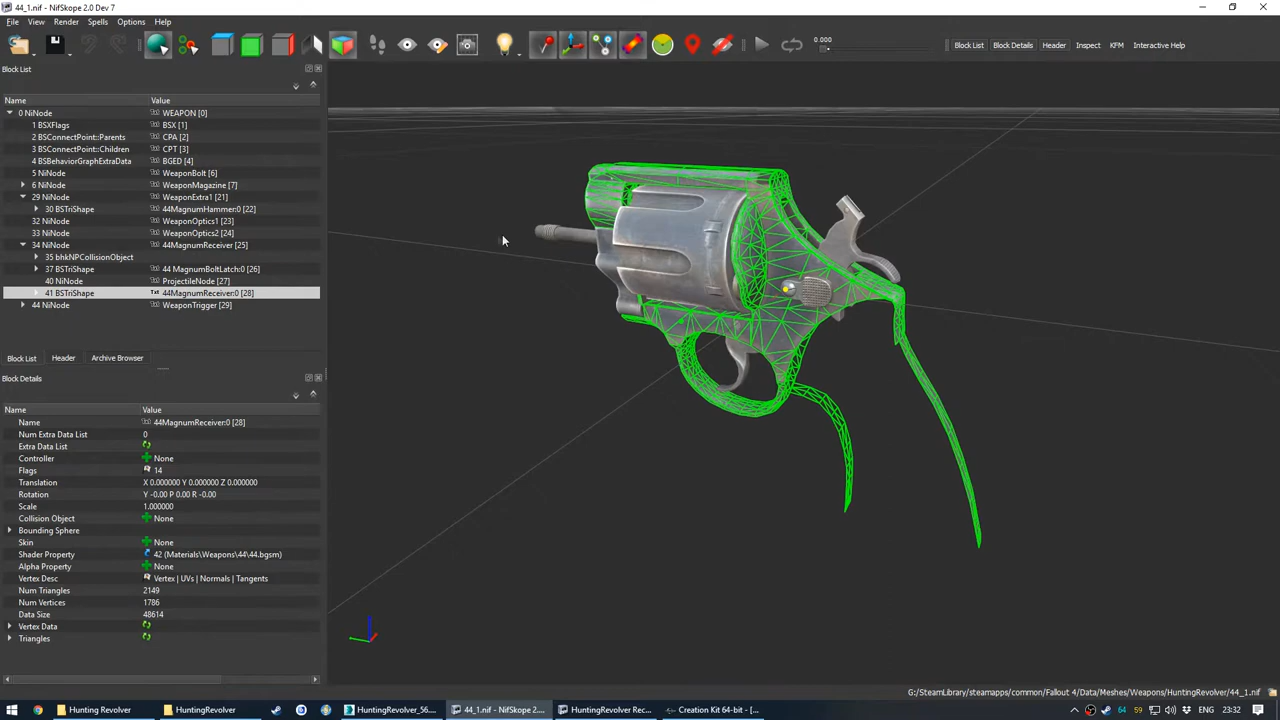 44_1.nif - NifSkope 2.0 Dev 7
File View Render Spells Options Help
0.000
Block List Block Details Header Inspect KFM Interactive Help
Block List
Name Value
0 NiNode WEAPON [0]
1 BSXFlags BSX [1]
2 BSConnectPoint::Parents CPA [2]
3 BSConnectPoint::Children CPT [3]
4 BSBehaviorGraphExtraData BGED [4]
5 NiNode WeaponBolt [6]
6 NiNode WeaponMagazine [7]
29 NiNode WeaponExtra1 [21]
30 BSTriShape 44MagnumHammer:0 [22]
32 NiNode WeaponOptics1 [23]
33 NiNode WeaponOptics2 [24]
34 NiNode 44MagnumReceiver [25]
35 bhkNPCollisionObject
37 BSTriShape 44 MagnumBoltLatch:0 [26]
40 NiNode ProjectileNode [27]
41 BSTriShape Txt 44MagnumReceiver:0 [28]
44 NiNode WeaponTrigger [29]
Block List Header Archive Browser
Block Details
Name Value
Name 44MagnumReceiver:0 [28]
Num Extra Data List 0
Extra Data List
Controller None
Flags 14
Translation X 0.000000 Y 0.000000 Z 0.000000
Rotation Y -0.00 P 0.00 R -0.00
Scale 1.000000
Collision Object None
Bounding Sphere
Skin None
Shader Property 42 (Materials\Weapons\44\44.bgsm)
Alpha Property None
Vertex Desc Vertex | UVs | Normals | Tangents
Num Triangles 2149
Num Vertices 1786
Data Size 48614
Vertex Data
Triangles
G:/SteamLibrary/steamapps/common/Fallout 4/Data/Meshes/Weapons/HuntingRevolver/44_1.nif
Hunting Revolver HuntingRevolver HuntingRevolver_56... 44_1.nif - NifSkope 2.... HuntingRevolver Rec... Creation Kit 64-bit - [... 64 59 23:32